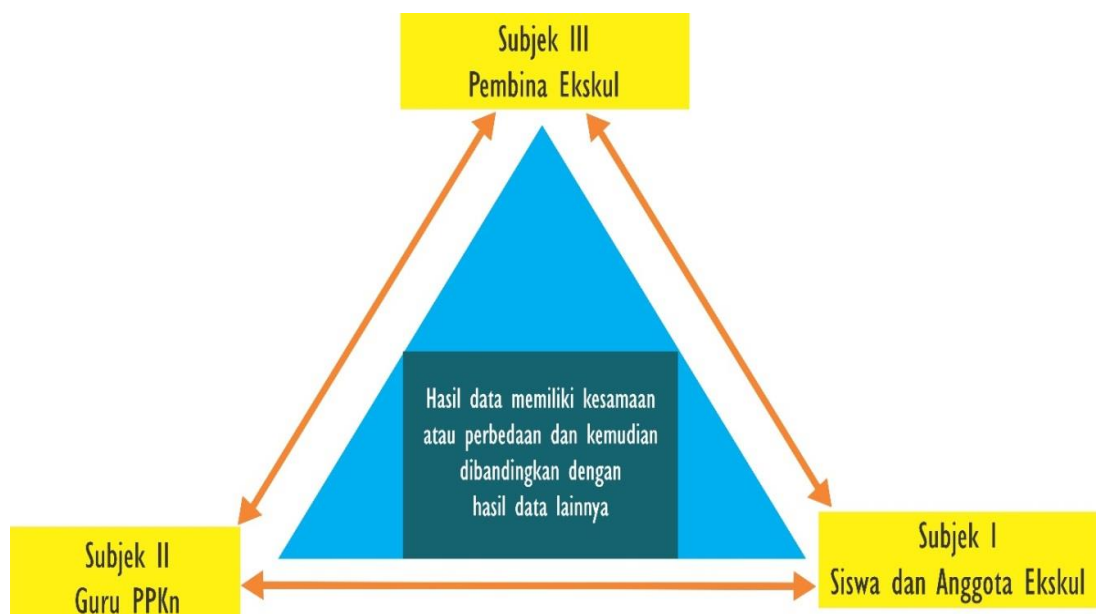 Subjek III
Pembina Ekskul
Hasil data memiliki kesamaan
atau perbedaan dan kemudian
dibandingkan dengan
hasil data lainnya
Subjek II
Guru PPKn
Subjek I
Siswa dan Anggota Ekskul